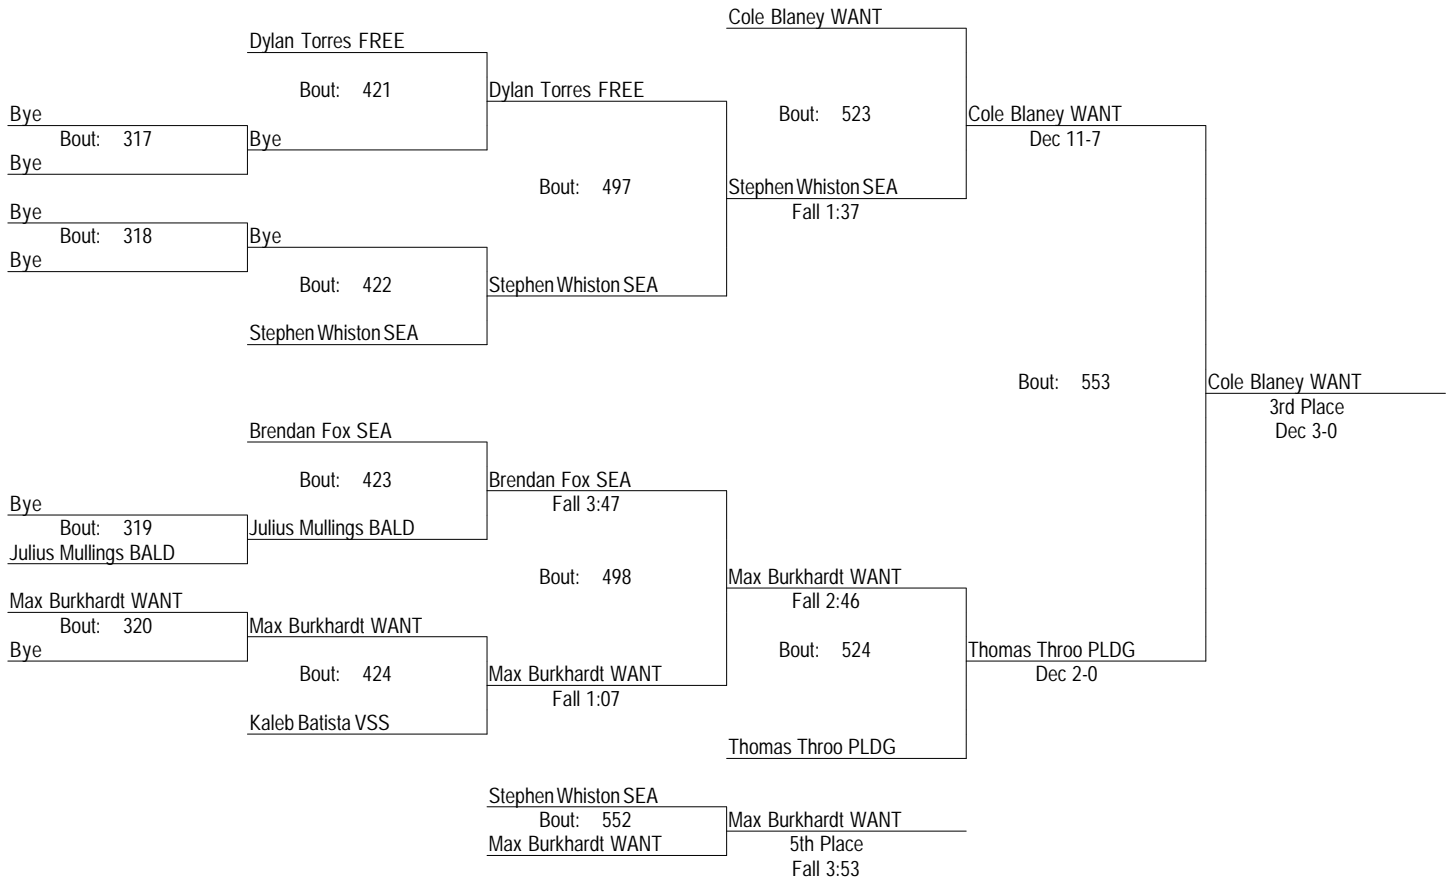 Cole Blaney WANT
Dylan Torres FREE
Bout: 421
Dylan Torres FREE
Bye
Bout: 317
Bye
Bye
Bout: 523
Cole Blaney WANT
Dec 11-7
Bout: 497
Stephen Whiston SEA
Fall 1:37
Bye
Bout: 318
Bye
Bye
Bout: 422
Stephen Whiston SEA
Stephen Whiston SEA
Bout: 553
Cole Blaney WANT
3rd Place
Dec 3-0
Brendan Fox SEA
Bout: 423
Brendan Fox SEA
Fall 3:47
Bye
Bout: 319
Julius Mullings BALD
Julius Mullings BALD
Bout: 498
Max Burkhardt WANT
Fall 2:46
Max Burkhardt WANT
Bout: 320
Bye
Max Burkhardt WANT
Bout: 424
Max Burkhardt WANT
Fall 1:07
Bout: 524
Thomas Throo PLDG
Dec 2-0
Kaleb Batista VSS
Thomas Throo PLDG
Stephen Whiston SEA
Bout: 552
Max Burkhardt WANT
Max Burkhardt WANT
5th Place
Fall 3:53